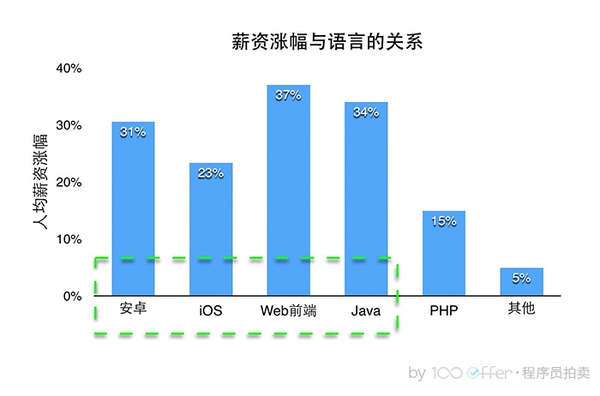 薪资涨幅与语言的关系
人均薪资涨幅
40%
30%
20%
10%
0%
31%
23%
37%
34%
15%
5%
安卓
iOS
Web前端
Java
PHP
其他
by 100 offer·程序员拍卖